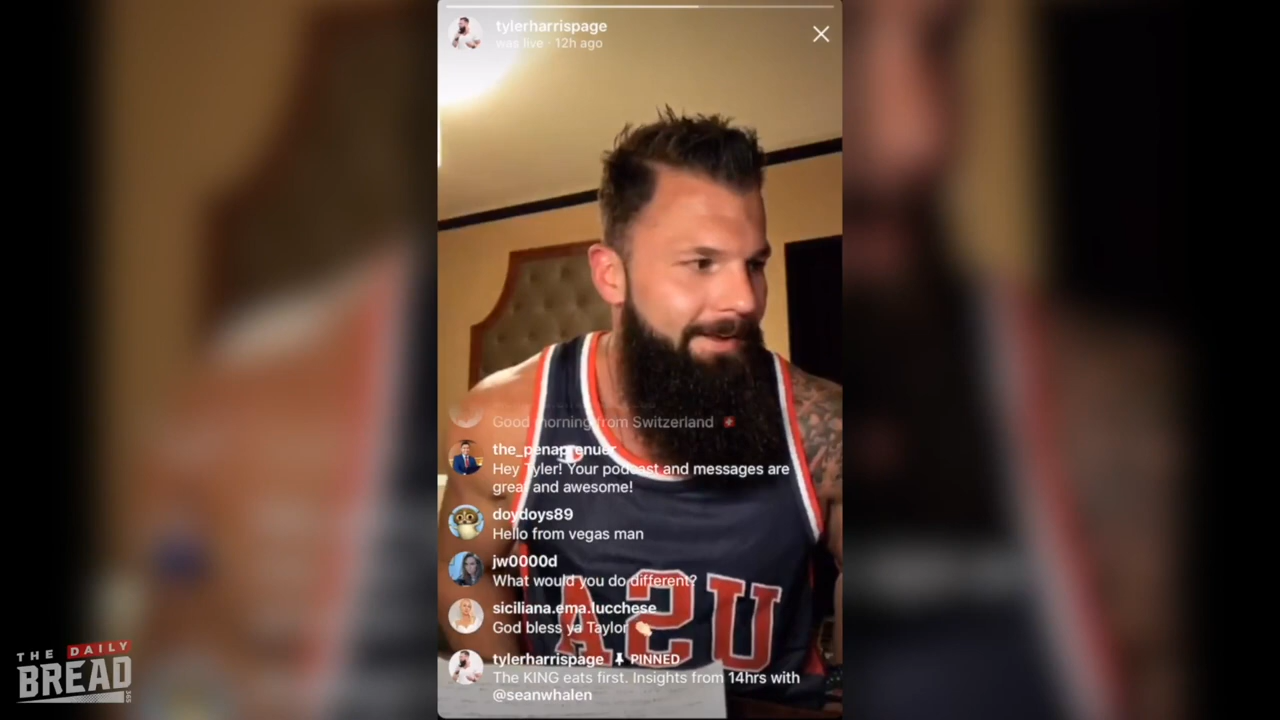 tylerharrispage
was live · 12h ago
Good morning from Switzerland 🇨🇭
the_penaprenuer
Hey Tyler! Your podcast and messages are
great and awesome!
doydoys89
Hello from vegas man
jw0000d
What would you do different?
siciliana.ema.lucchese
God bless ya Taylor
tylerharrispage PINNED
The KING eats first. Insights from 14hrs with
@seanwhalen
USA
THE DAILY
BREAD
365